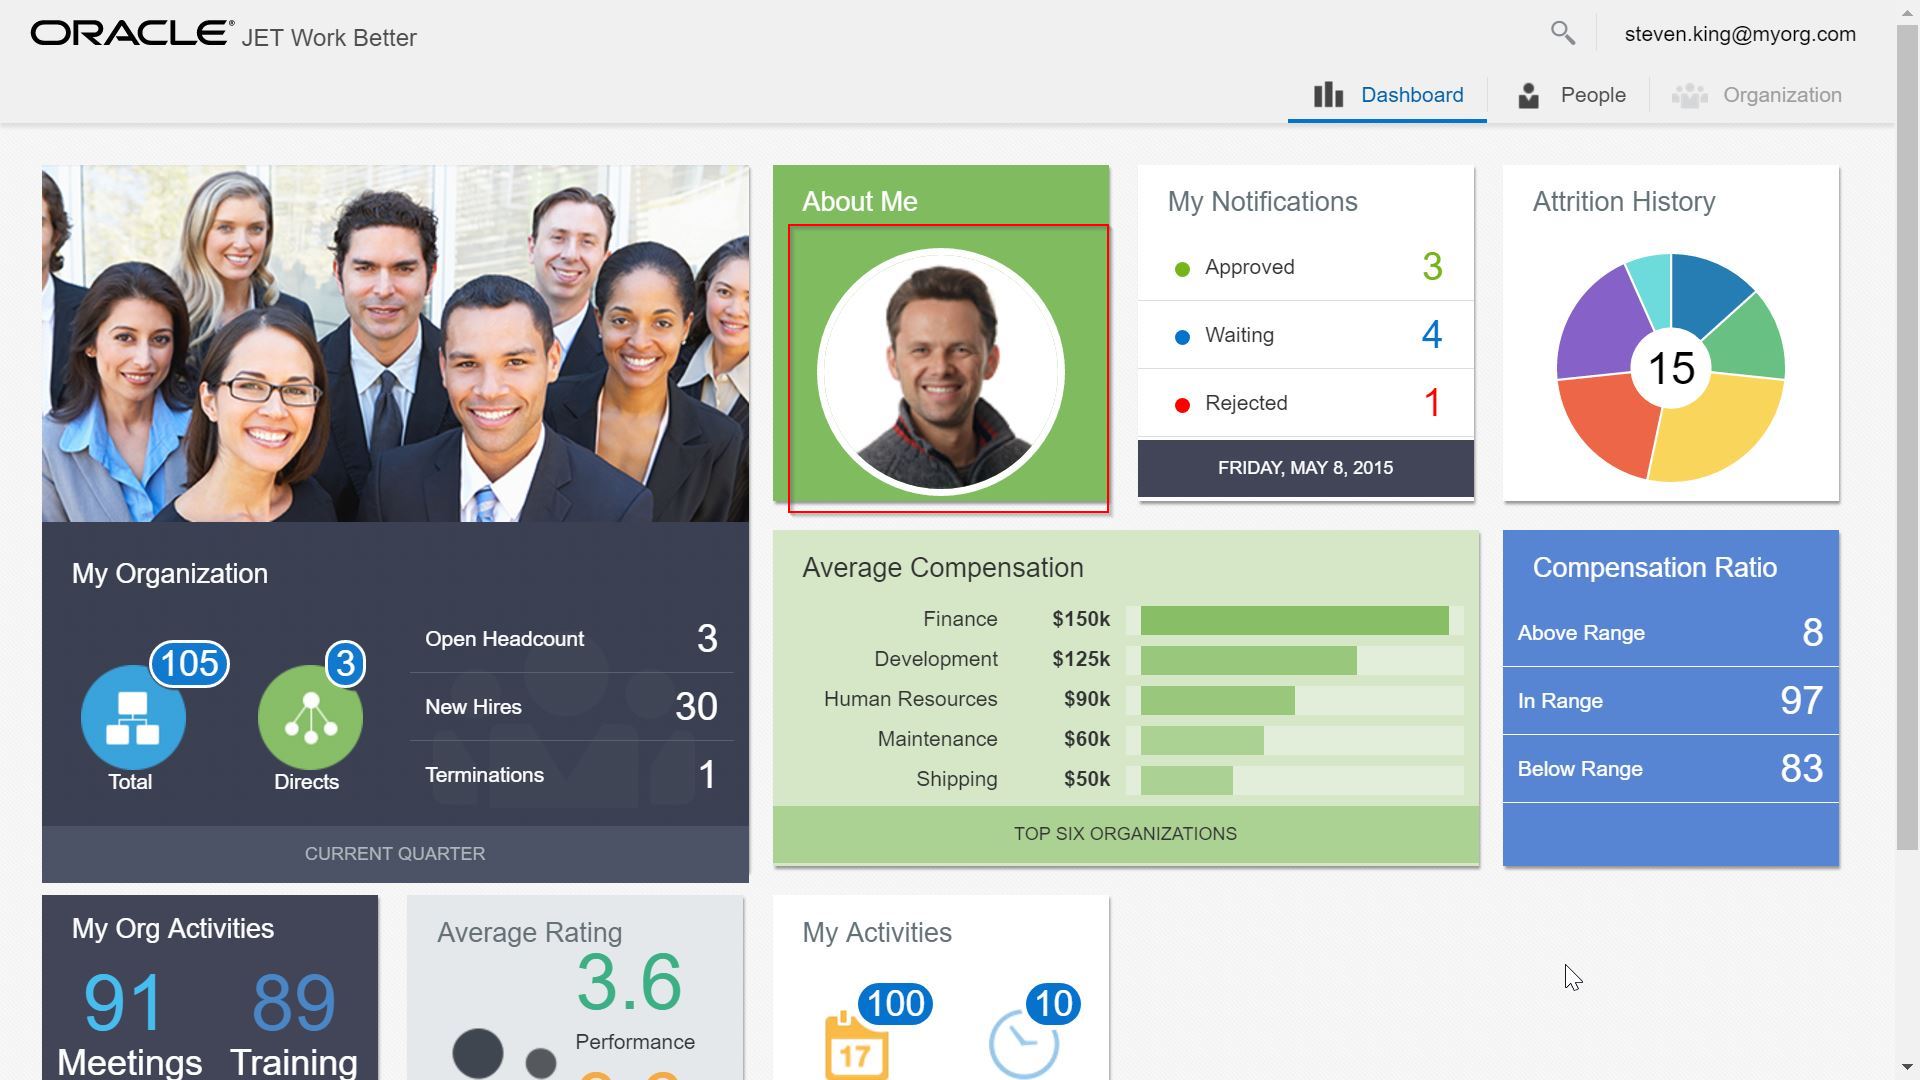 ORACLE® JET Work Better
steven.king@myorg.com
Dashboard
People
Organization
About Me
My Notifications
Approved 3
Waiting 4
Rejected 1
FRIDAY, MAY 8, 2015
Attrition History
15
My Organization
105
Total
3
Directs
Open Headcount 3
New Hires 30
Terminations 1
CURRENT QUARTER
Average Compensation
Finance $150k
Development $125k
Human Resources $90k
Maintenance $60k
Shipping $50k
TOP SIX ORGANIZATIONS
Compensation Ratio
Above Range 8
In Range 97
Below Range 83
My Org Activities
91 89
Meetings Training
Average Rating
3.6
Performance
My Activities
100
17
10